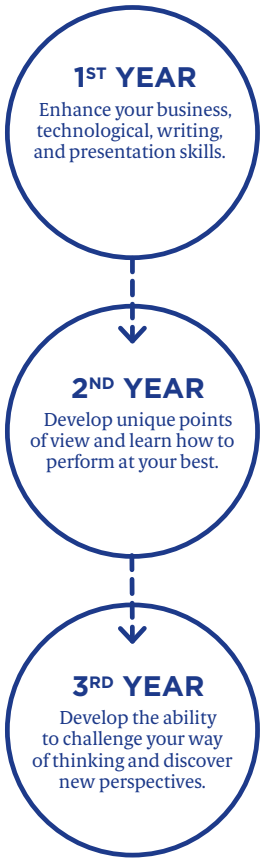 1ST YEAR
Enhance your business,
technological, writing,
and presentation skills.
2ND YEAR
Develop unique points
of view and learn how to
perform at your best.
3RD YEAR
Develop the ability
to challenge your way
of thinking and discover
new perspectives.